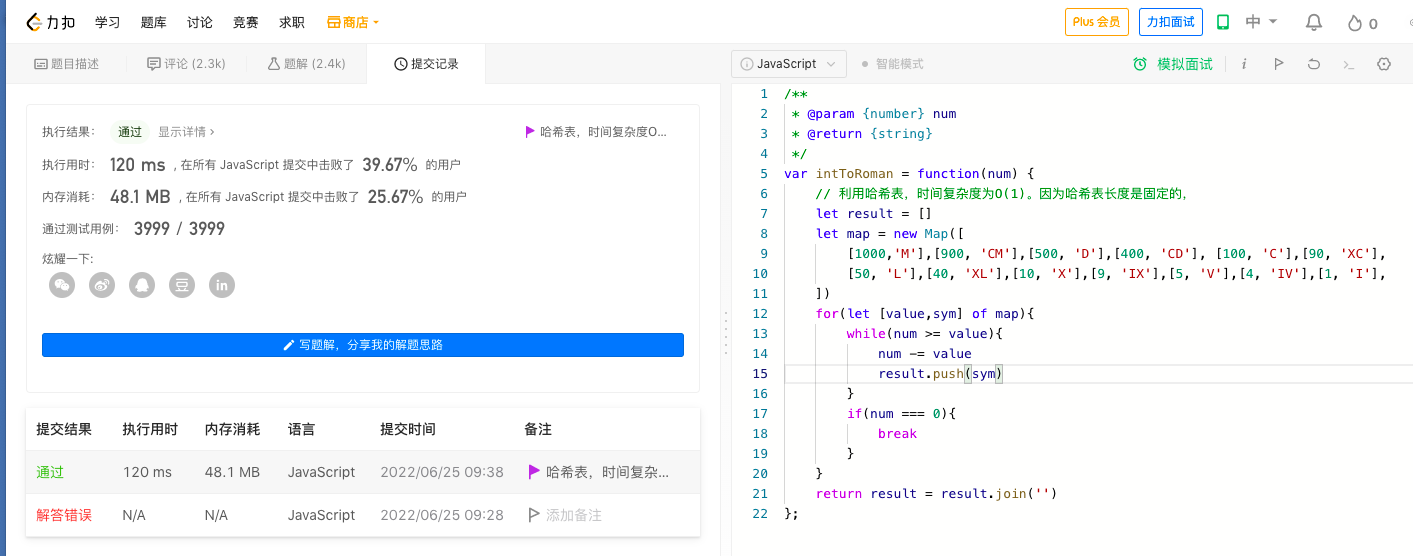 力扣 学习 题库 讨论 竞赛 求职 商店 Plus 会员 力扣面试 中 0
题目描述 评论 (2.3k) 题解 (2.4k) 提交记录
执行结果： 通过 显示详情 > 哈希表，时间复杂度O...
执行用时： 120 ms , 在所有 JavaScript 提交中击败了 39.67% 的用户
内存消耗： 48.1 MB , 在所有 JavaScript 提交中击败了 25.67% 的用户
通过测试用例： 3999 / 3999
炫耀一下:
豆 in
写题解，分享我的解题思路
提交结果 执行用时 内存消耗 语言 提交时间 备注
通过 120 ms 48.1 MB JavaScript 2022/06/25 09:38 哈希表，时间复杂...
解答错误 N/A N/A JavaScript 2022/06/25 09:28 添加备注
i JavaScript 智能模式 模拟面试 i >_
1 /**
2 * @param {number} num
3 * @return {string}
4 */
5 var intToRoman = function(num) {
6 // 利用哈希表，时间复杂度为O(1)。因为哈希表长度是固定的，
7 let result = []
8 let map = new Map([
9 [1000,'M'],[900, 'CM'],[500, 'D'],[400, 'CD'], [100, 'C'],[90, 'XC'],
10 [50, 'L'],[40, 'XL'],[10, 'X'],[9, 'IX'],[5, 'V'],[4, 'IV'],[1, 'I'],
11 ])
12 for(let [value,sym] of map){
13 while(num >= value){
14 num -= value
15 result.push(sym)
16 }
17 if(num === 0){
18 break
19 }
20 }
21 return result = result.join('')
22 };